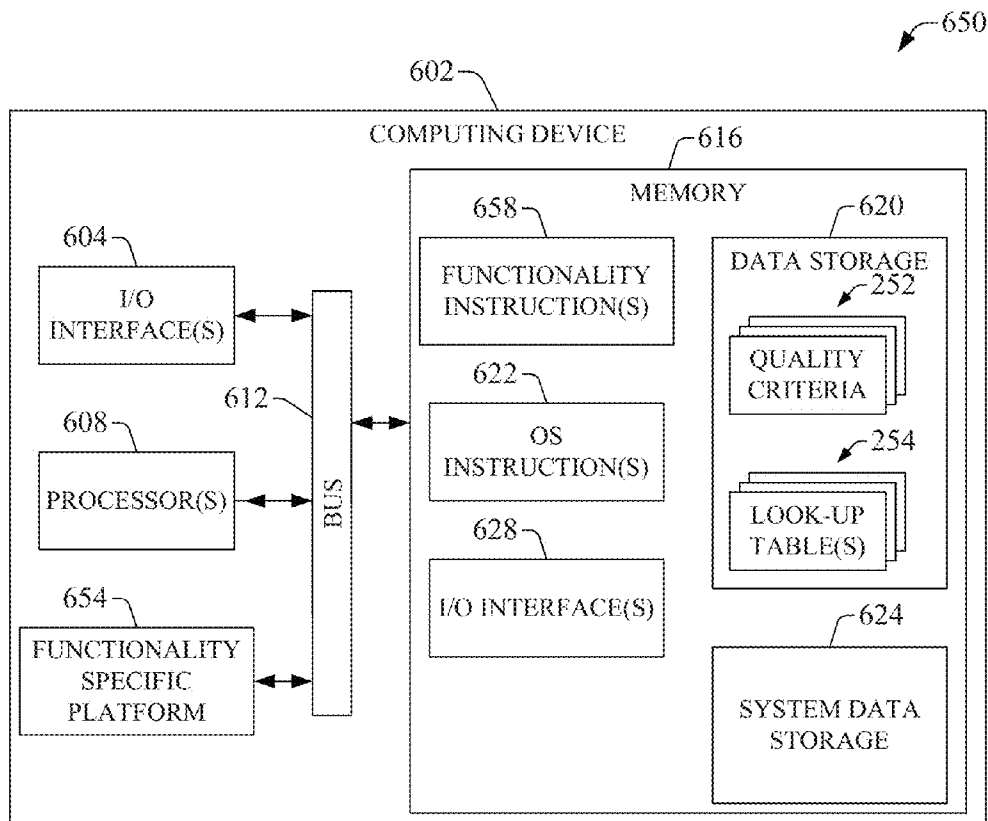 650
602
COMPUTING DEVICE
616
MEMORY
604
I/O
INTERFACE(S)
608
PROCESSOR(S)
654
FUNCTIONALITY
SPECIFIC
PLATFORM
612
BUS
658
FUNCTIONALITY
INSTRUCTION(S)
622
OS
INSTRUCTION(S)
628
I/O INTERFACE(S)
620
DATA STORAGE
252
QUALITY
CRITERIA
254
LOOK-UP
TABLE(S)
624
SYSTEM DATA
STORAGE